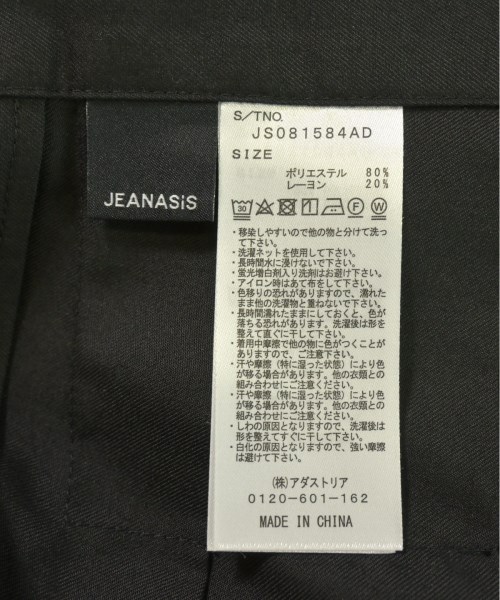 JEANASiS
S/TNO.
JS081584AD
SIZE
ポリエステル 80%
レーヨン 20%
・移染しやすいので他の物と分けて洗っ
て下さい。
・洗濯ネットを使用して下さい。
・長時間水に浸けないで下さい。
・蛍光増白剤入り洗剤はお避け下さい。
・アイロン時はあて布をして下さい。
・色移りの恐れがありますので、濡れた
まま他の洗濯物と重ねないで下さい。
・長時間濡れたままにしておくと、色が
落ちる恐れがあります。洗濯後は形を
整えて直ぐに干して下さい。
・着用中摩擦で他の物に色がつくことが
ありますので、ご注意下さい。
・汗や摩擦（特に湿った状態）により色
が移る場合が有ります。他の衣類との
組み合わせにご注意下さい。
・汗や摩擦（特に湿った状態）により色
が移る場合が有ります。他の衣類との
組み合わせにご注意下さい。
・しわの原因となりますので、洗濯後は
形を整えてすぐに干して下さい。
・白化の原因となりますので、強い摩擦
は避けて下さい。
(株)アダストリア
0120-601-162
MADE IN CHINA